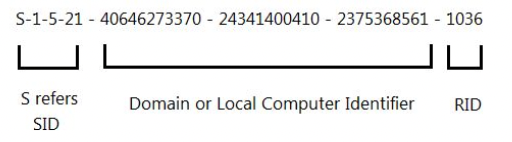 S-1-5-21 - 40646273370 - 24341400410 - 2375368561 - 1036
S refers
SID
Domain or Local Computer Identifier
RID